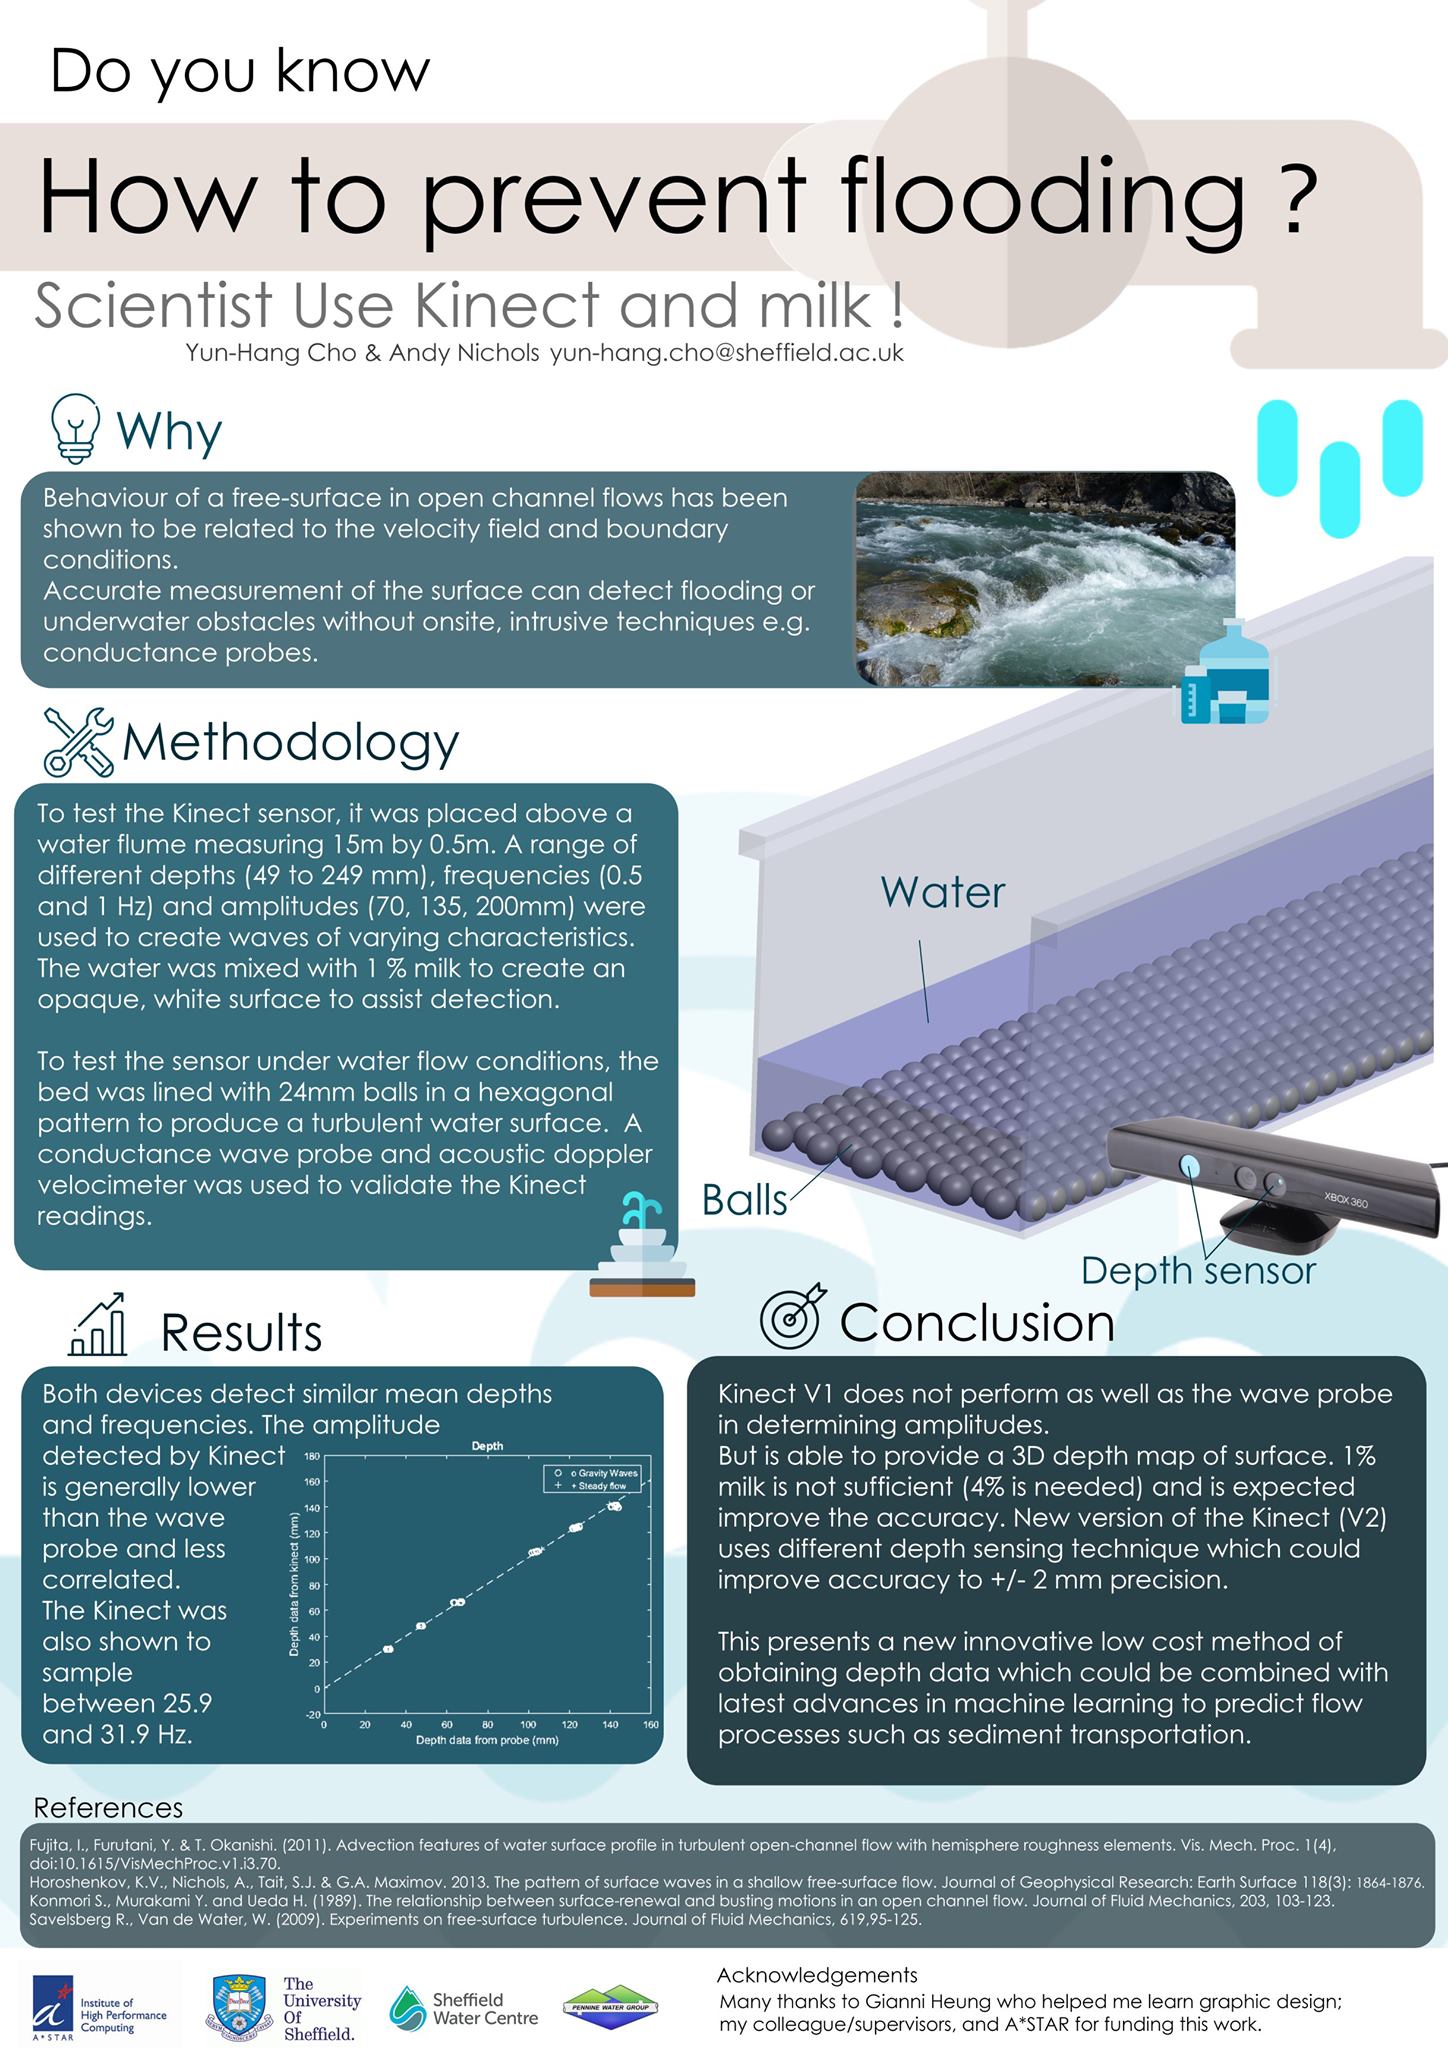 Do you know
How to prevent flooding ?
Scientist Use Kinect and milk !
Yun-Hang Cho & Andy Nichols yun-hang.cho@sheffield.ac.uk
Why
Behaviour of a free-surface in open channel flows has been
shown to be related to the velocity field and boundary
conditions.
Accurate measurement of the surface can detect flooding or
underwater obstacles without onsite, intrusive techniques e.g.
conductance probes.
Methodology
To test the Kinect sensor, it was placed above a
water flume measuring 15m by 0.5m. A range of
different depths (49 to 249 mm), frequencies (0.5
and 1 Hz) and amplitudes (70, 135, 200mm) were
used to create waves of varying characteristics.
The water was mixed with 1 % milk to create an
opaque, white surface to assist detection.
To test the sensor under water flow conditions, the
bed was lined with 24mm balls in a hexagonal
pattern to produce a turbulent water surface. A
conductance wave probe and acoustic doppler
velocimeter was used to validate the Kinect
readings.
Water
Balls
XBOX 360
Depth sensor
Results
Both devices detect similar mean depths
and frequencies. The amplitude
detected by Kinect
is generally lower
than the wave
probe and less
correlated.
The Kinect was
also shown to
sample
between 25.9
and 31.9 Hz.
Depth
o Gravity Waves
+ Steady flow
Depth data from kinect (mm)
180
160
140
120
100
80
60
40
20
0
-20
0 20 40 60 80 100 120 140 160
Depth data from probe (mm)
Conclusion
Kinect V1 does not perform as well as the wave probe
in determining amplitudes.
But is able to provide a 3D depth map of surface. 1%
milk is not sufficient (4% is needed) and is expected
improve the accuracy. New version of the Kinect (V2)
uses different depth sensing technique which could
improve accuracy to +/- 2 mm precision.
This presents a new innovative low cost method of
obtaining depth data which could be combined with
latest advances in machine learning to predict flow
processes such as sediment transportation.
References
Fujita, I., Furutani, Y. & T. Okanishi. (2011). Advection features of water surface profile in turbulent open-channel flow with hemisphere roughness elements. Vis. Mech. Proc. 1(4),
doi:10.1615/VisMechProc.v1.i3.70.
Horoshenkov, K.V., Nichols, A., Tait, S.J. & G.A. Maximov. 2013. The pattern of surface waves in a shallow free-surface flow. Journal of Geophysical Research: Earth Surface 118(3): 1864-1876.
Konmori S., Murakami Y. and Ueda H. (1989). The relationship between surface-renewal and busting motions in an open channel flow. Journal of Fluid Mechanics, 203, 103-123.
Savelsberg R., Van de Water, W. (2009). Experiments on free-surface turbulence. Journal of Fluid Mechanics, 619,95-125.
A*STAR
Institute of
High Performance
Computing
The
University
Of
Sheffield.
Sheffield
Water Centre
PENNINE WATER GROUP
Acknowledgements
Many thanks to Gianni Heung who helped me learn graphic design;
my colleague/supervisors, and A*STAR for funding this work.